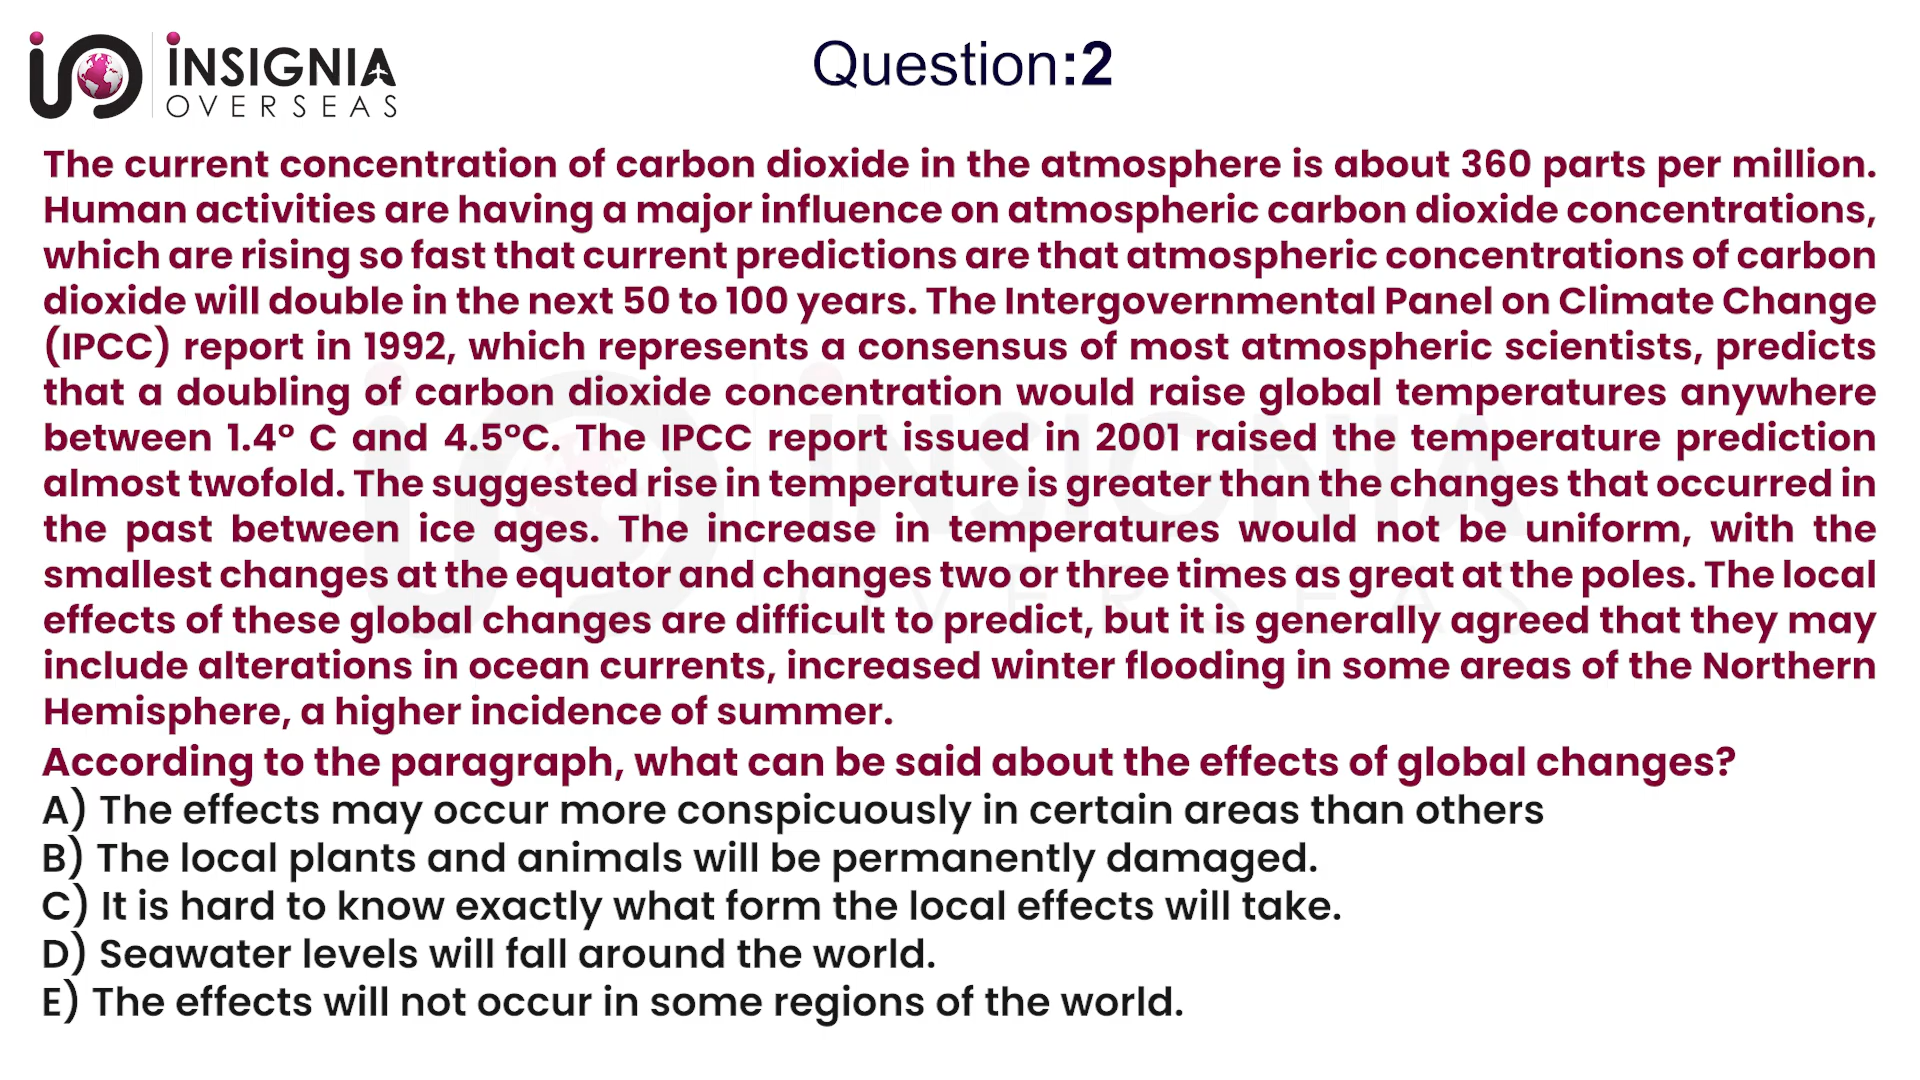 INSIGNIA
OVERSEAS
Question:2
The current concentration of carbon dioxide in the atmosphere is about 360 parts per million.
Human activities are having a major influence on atmospheric carbon dioxide concentrations,
which are rising so fast that current predictions are that atmospheric concentrations of carbon
dioxide will double in the next 50 to 100 years. The Intergovernmental Panel on Climate Change
(IPCC) report in 1992, which represents a consensus of most atmospheric scientists, predicts
that a doubling of carbon dioxide concentration would raise global temperatures anywhere
between 1.4° C and 4.5°C. The IPCC report issued in 2001 raised the temperature prediction
almost twofold. The suggested rise in temperature is greater than the changes that occurred in
the past between ice ages. The increase in temperatures would not be uniform, with the
smallest changes at the equator and changes two or three times as great at the poles. The local
effects of these global changes are difficult to predict, but it is generally agreed that they may
include alterations in ocean currents, increased winter flooding in some areas of the Northern
Hemisphere, a higher incidence of summer.
According to the paragraph, what can be said about the effects of global changes?
A) The effects may occur more conspicuously in certain areas than others
B) The local plants and animals will be permanently damaged.
C) It is hard to know exactly what form the local effects will take.
D) Seawater levels will fall around the world.
E) The effects will not occur in some regions of the world.